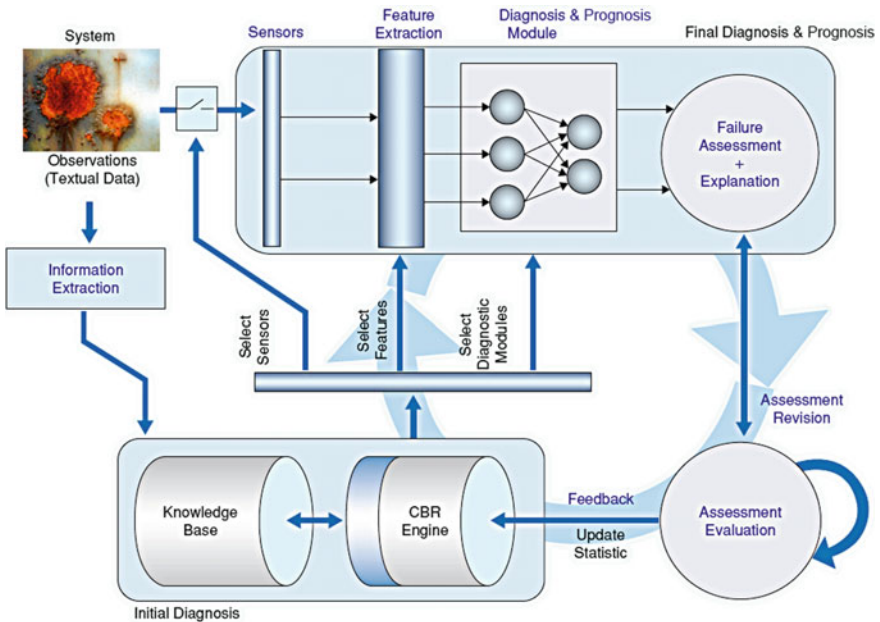 System
Sensors
Feature
Extraction
Diagnosis & Prognosis
Module
Final Diagnosis & Prognosis
Observations
(Textual Data)
Failure
Assessment
+
Explanation
Information
Extraction
Select
Sensors
Select
Features
Select
Diagnostic
Modules
Assessment
Revision
Knowledge
Base
CBR
Engine
Feedback
Update
Statistic
Assessment
Evaluation
Initial Diagnosis